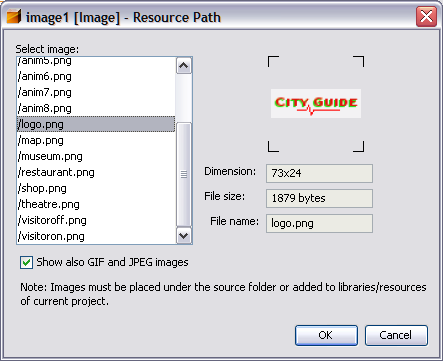 image1 [Image] - Resource Path
Select image:
/anim5.png
/anim6.png
/anim7.png
/anim8.png
/logo.png
/map.png
/museum.png
/restaurant.png
/shop.png
/theatre.png
/visitoroff.png
/visitoron.png
CITY GUIDE
Dimension: 73x24
File size: 1879 bytes
File name: logo.png
Show also GIF and JPEG images
Note: Images must be placed under the source folder or added to libraries/resources
of current project.
OK Cancel